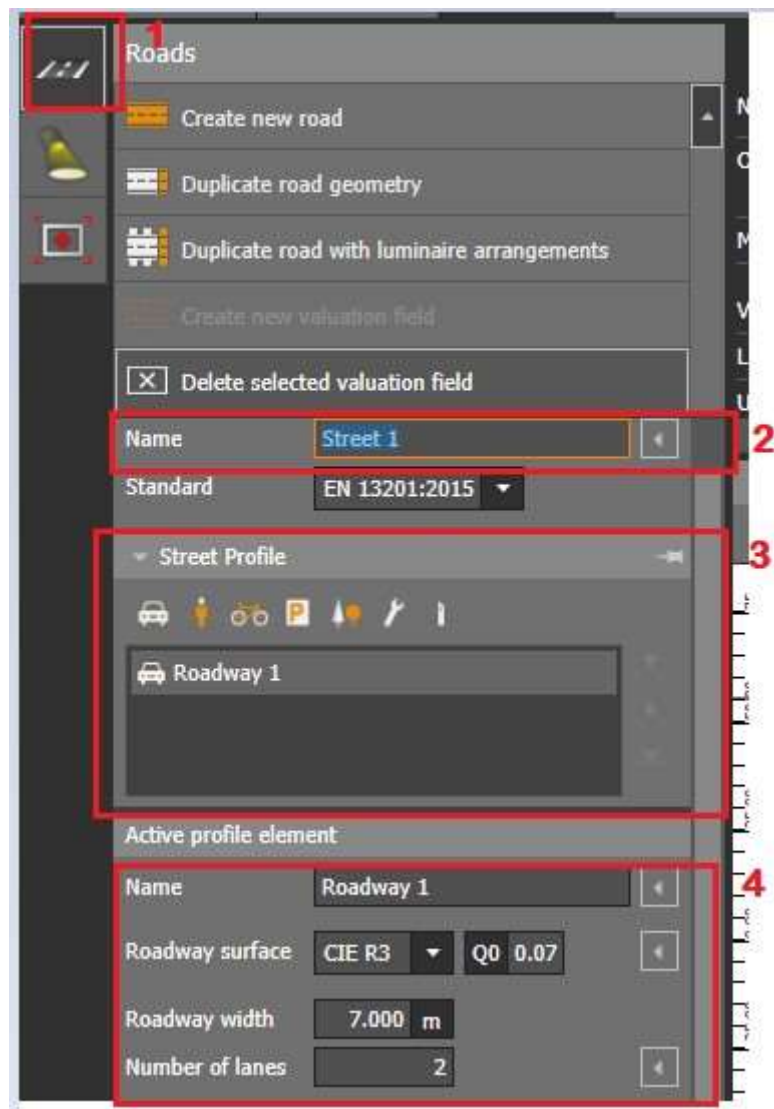 1
Roads
Create new road
Duplicate road geometry
Duplicate road with luminaire arrangements
Create new valuation field
Delete selected valuation field
Name Street 1 2
Standard EN 13201:2015
Street Profile 3
P
Roadway 1
Active profile element
Name Roadway 1 4
Roadway surface CIE R3 Q0 0.07
Roadway width 7.000 m
Number of lanes 2